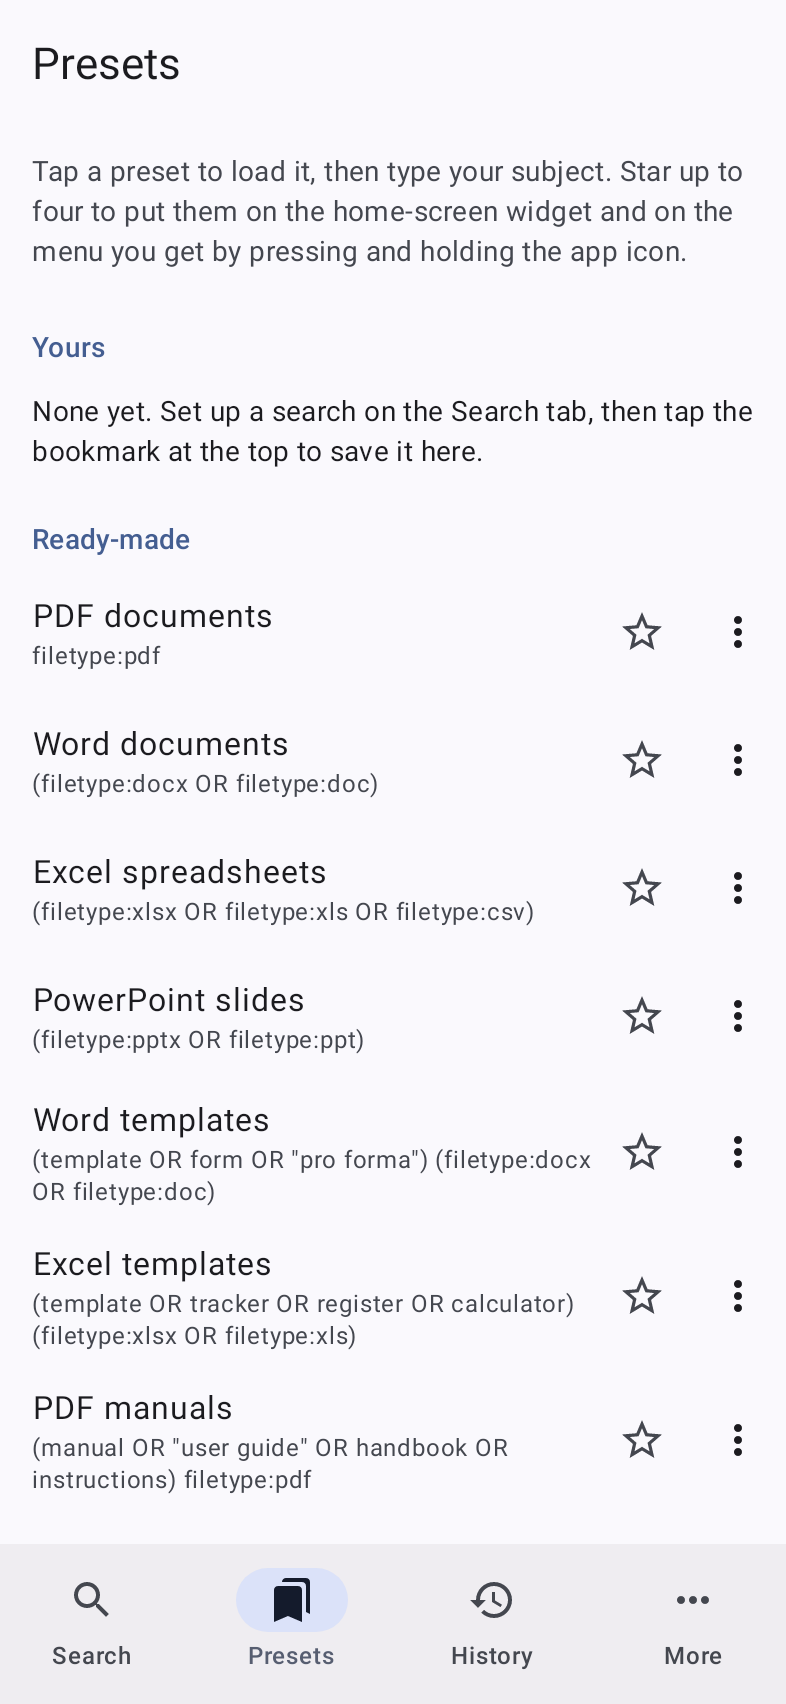 Presets
Tap a preset to load it, then type your subject. Star up to
four to put them on the home-screen widget and on the
menu you get by pressing and holding the app icon.
Yours
None yet. Set up a search on the Search tab, then tap the
bookmark at the top to save it here.
Ready-made
PDF documents
filetype:pdf
Word documents
(filetype:docx OR filetype:doc)
Excel spreadsheets
(filetype:xlsx OR filetype:xls OR filetype:csv)
PowerPoint slides
(filetype:pptx OR filetype:ppt)
Word templates
(template OR form OR "pro forma") (filetype:docx
OR filetype:doc)
Excel templates
(template OR tracker OR register OR calculator)
(filetype:xlsx OR filetype:xls)
PDF manuals
(manual OR "user guide" OR handbook OR
instructions) filetype:pdf
Search
Presets
History
More